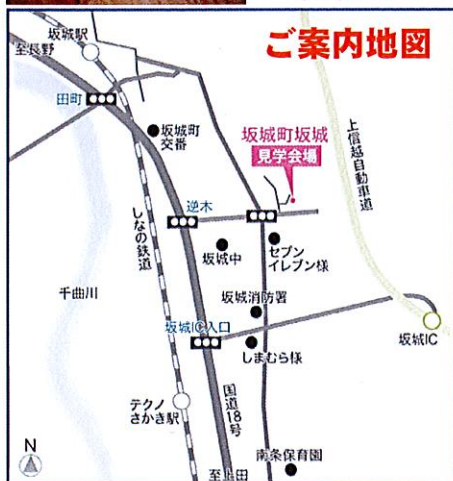 ご案内地図
坂城駅
至長野
田町
坂城町
交番
坂城町坂城
見学会場
上信越自動車道
逆木
しなの鉄道
坂城中
セブン
イレブン様
千曲川
坂城消防署
坂城IC入口
しまむら様
坂城IC
テクノ
さかき駅
国道18号
N
至上田
南条保育園